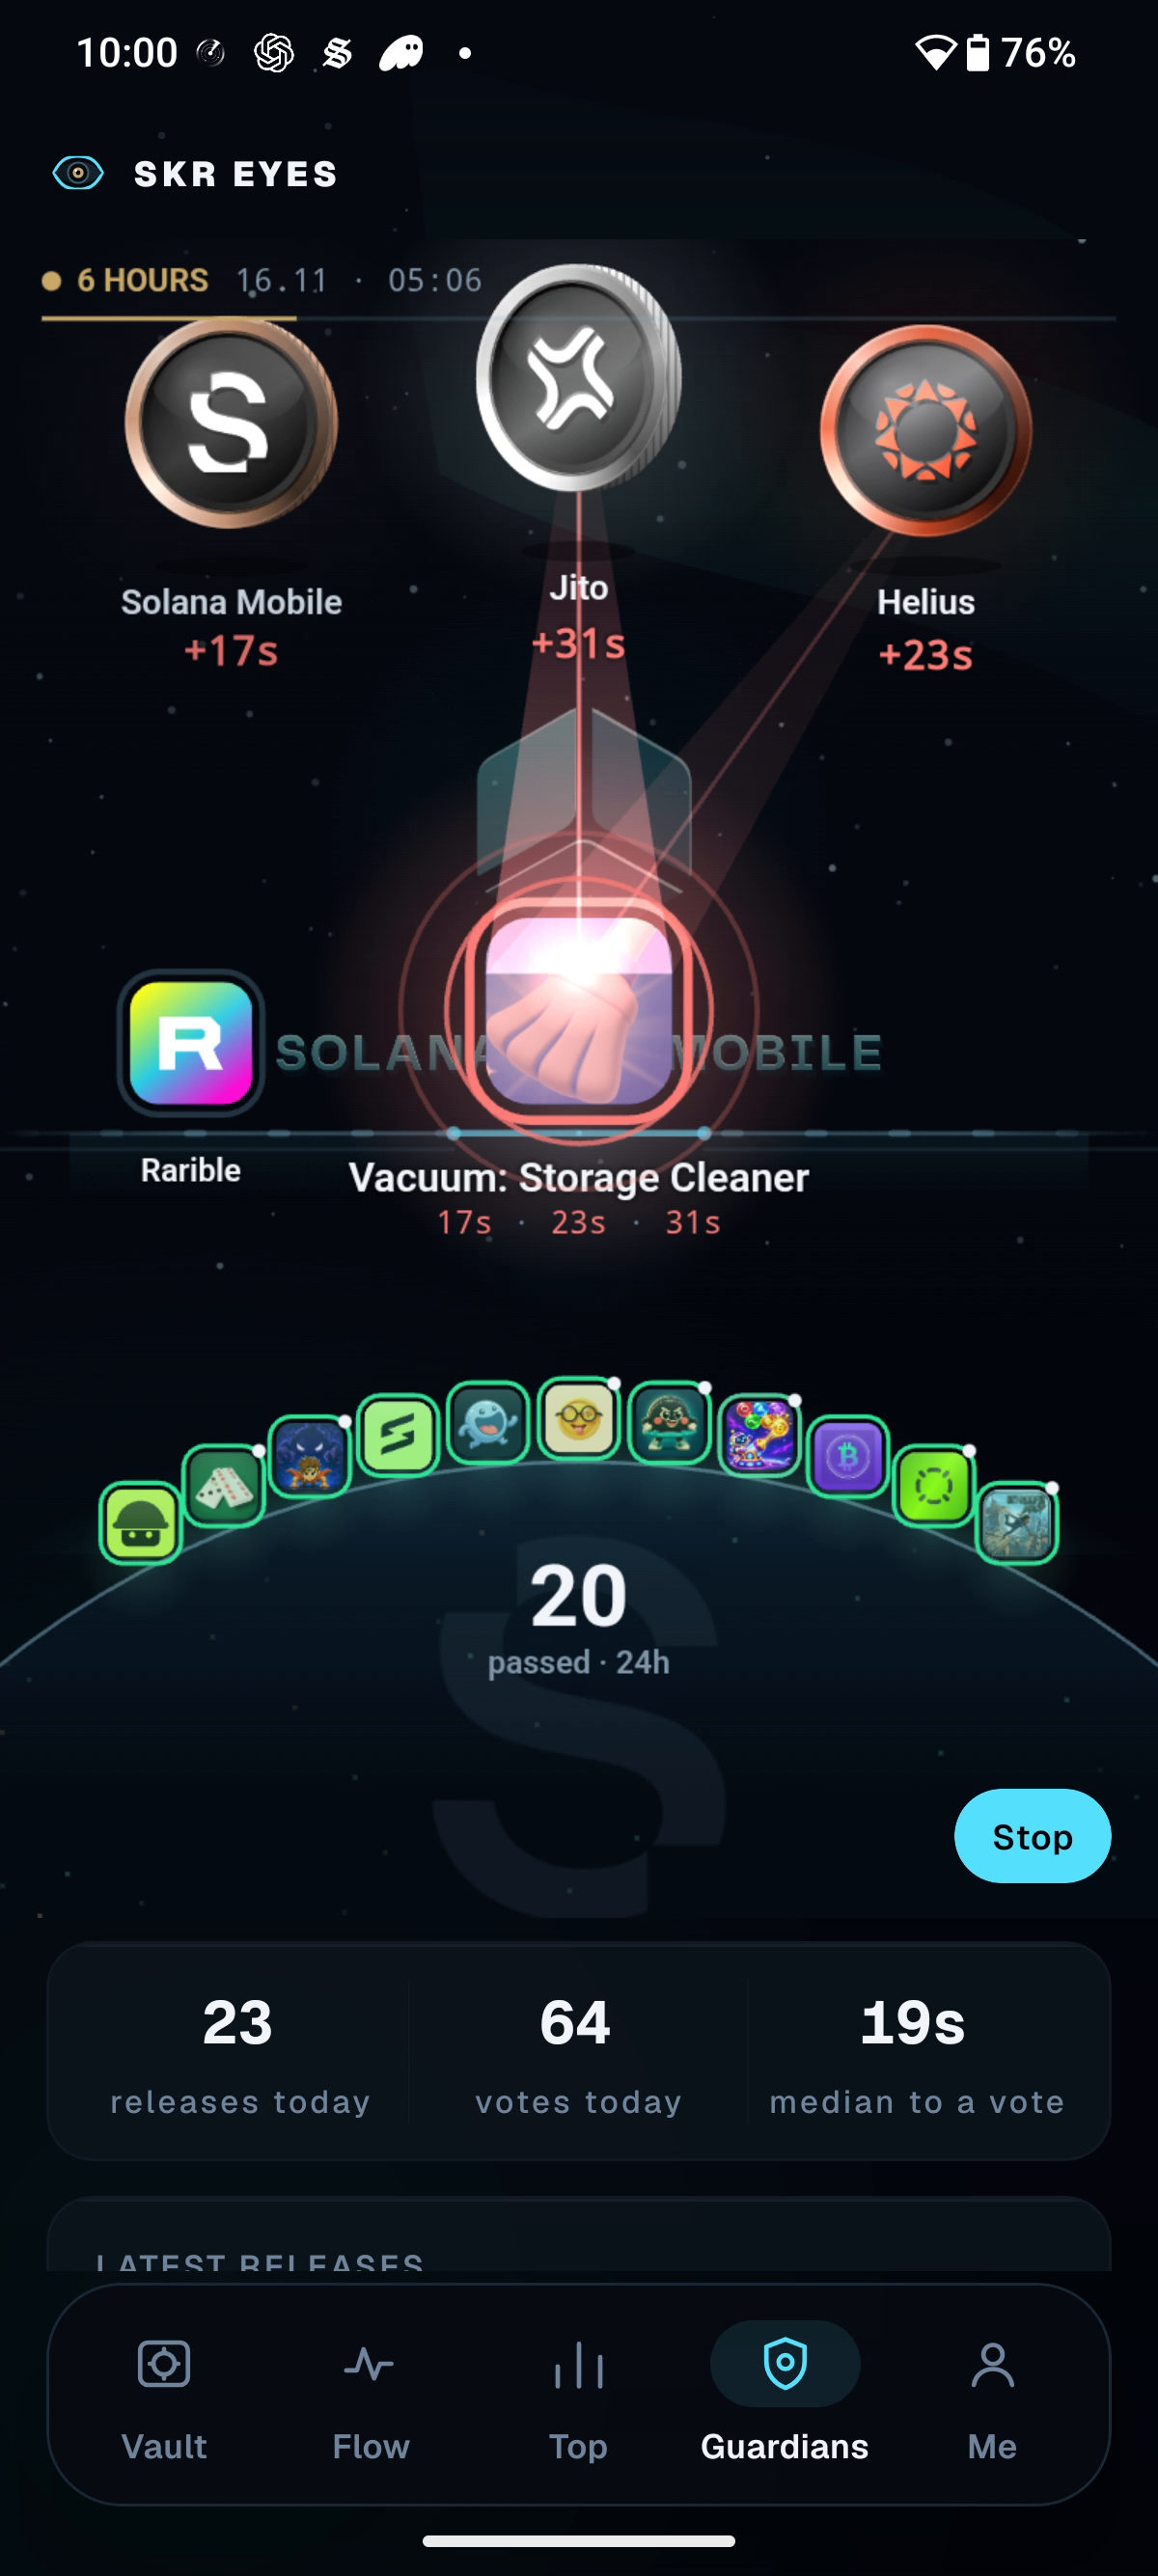 10:00
76%
SKR EYES
6 HOURS 16.11 · 05:06
Solana Mobile
+17s
Jito
+31s
Helius
+23s
R
SOLANA MOBILE
Rarible
Vacuum: Storage Cleaner
17s · 23s · 31s
20
passed · 24h
Stop
23
releases today
64
votes today
19s
median to a vote
LATEST RELEASES
Vault
Flow
Top
Guardians
Me